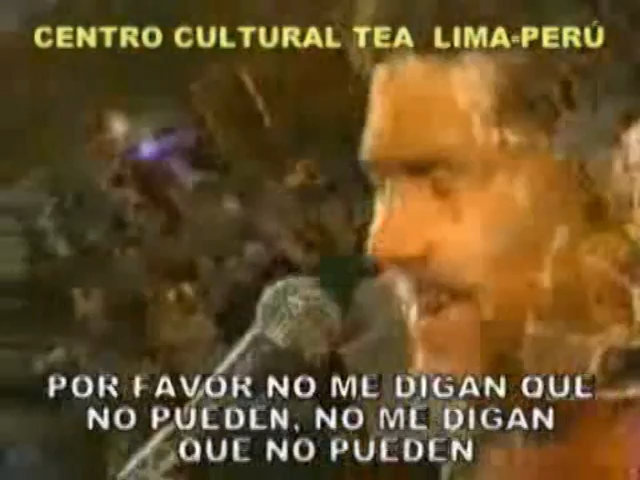 CENTRO CULTURAL TEA LIMA-PERÚ
POR FAVOR NO ME DIGAN QUE
NO PUEDEN, NO ME DIGAN
QUE NO PUEDEN